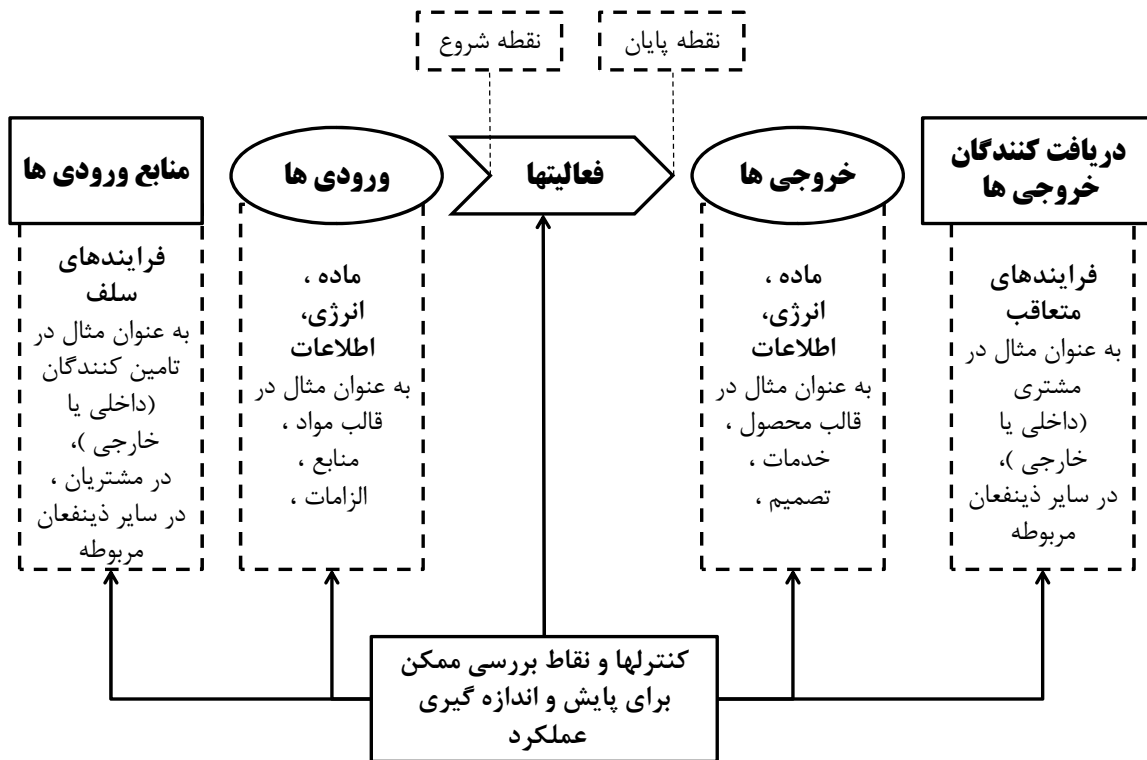 نقطه شروع
نقطه پایان
منابع ورودی ها
ورودی ها
فعالیتها
خروجی ها
دریافت کنندگان
خروجی ها
فرایندهای
سلف
به عنوان مثال در
تامین کنندگان
(داخلی یا
خارجی )،
در مشتریان ،
در سایر ذینفعان
مربوطه
ماده ،
انرژی،
اطلاعات
به عنوان مثال در
قالب مواد ،
منابع ،
الزامات ،
ماده ،
انرژی،
اطلاعات
به عنوان مثال در
قالب محصول ،
خدمات ،
تصمیم ،
فرایندهای
متعاقب
به عنوان مثال در
مشتری
(داخلی یا
خارجی )،
در سایر ذینفعان
مربوطه
کنترلها و نقاط بررسی ممکن
برای پایش و اندازه گیری
عملکرد